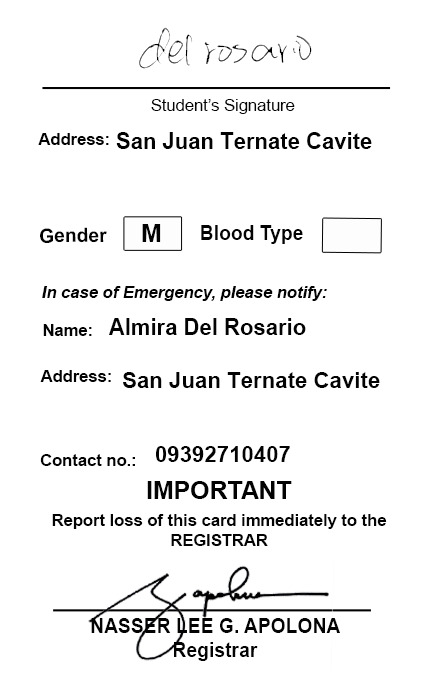 del rosario
Student's Signature
Address: San Juan Ternate Cavite
Gender M Blood Type
In case of Emergency, please notify:
Name: Almira Del Rosario
Address: San Juan Ternate Cavite
Contact no.: 09392710407
IMPORTANT
Report loss of this card immediately to the
REGISTRAR
apolona
NASSER LEE G. APOLONA
Registrar